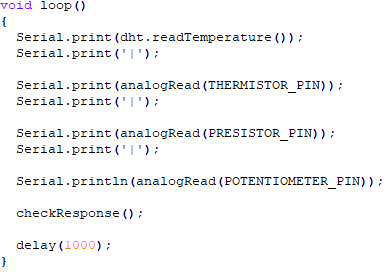 void loop()
{
  Serial.print(dht.readTemperature());
  Serial.print('|');
  Serial.print(analogRead(THERMISTOR_PIN));
  Serial.print('|');
  Serial.print(analogRead(PRESISTOR_PIN));
  Serial.print('|');
  Serial.println(analogRead(POTENTIOMETER_PIN));
  checkResponse();
  delay(1000);
}